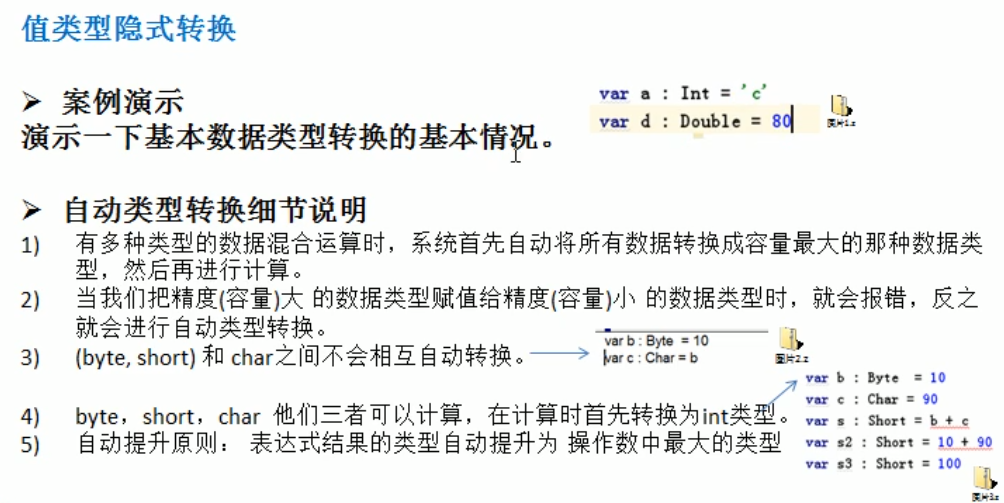 值类型隐式转换
➢ 案例演示
演示一下基本数据类型转换的基本情况。
var a : Int = 'c'
var d : Double = 80
图片1.z
➢ 自动类型转换细节说明
1) 有多种类型的数据混合运算时，系统首先自动将所有数据转换成容量最大的那种数据类
型，然后再进行计算。
2) 当我们把精度(容量)大 的数据类型赋值给精度(容量)小 的数据类型时，就会报错，反之
就会进行自动类型转换。
3) (byte, short) 和 char之间不会相互自动转换。
var b : Byte = 10
var c : Char = b
图片2.z
4) byte，short，char 他们三者可以计算，在计算时首先转换为int类型。
5) 自动提升原则： 表达式结果的类型自动提升为 操作数中最大的类型
var b : Byte = 10
var c : Char = 90
var s : Short = b + c
var s2 : Short = 10 + 90
var s3 : Short = 100
图片3.z